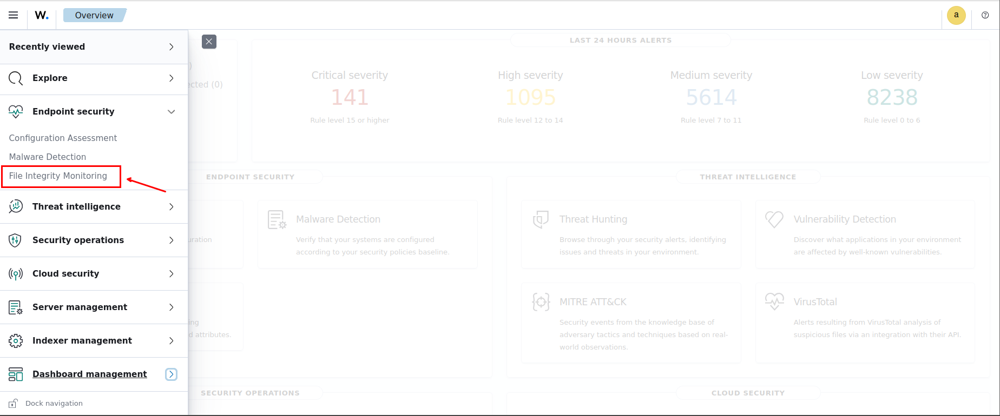 W.
Overview
a
Recently viewed
Explore
Endpoint security
Configuration Assessment
Malware Detection
File Integrity Monitoring
Threat intelligence
Security operations
Cloud security
Server management
Indexer management
Dashboard management
Dock navigation
)
ected (0)
LAST 24 HOURS ALERTS
Critical severity
141
Rule level 15 or higher
High severity
1095
Rule level 12 to 14
Medium severity
5614
Rule level 7 to 11
Low severity
8238
Rule level 0 to 6
ENDPOINT SECURITY
uration
Malware Detection
Verify that your systems are configured
according to your security policies baseline.
ing
d attributes.
THREAT INTELLIGENCE
Threat Hunting
Browse through your security alerts, identifying
issues and threats in your environment.
Vulnerability Detection
Discover what applications in your environment
are affected by well-known vulnerabilities.
MITRE ATT&CK
Security events from the knowledge base of
adversary tactics and techniques based on real-
world observations.
VirusTotal
Alerts resulting from VirusTotal analysis of
suspicious files via an integration with their API.
SECURITY OPERATIONS
CLOUD SECURITY